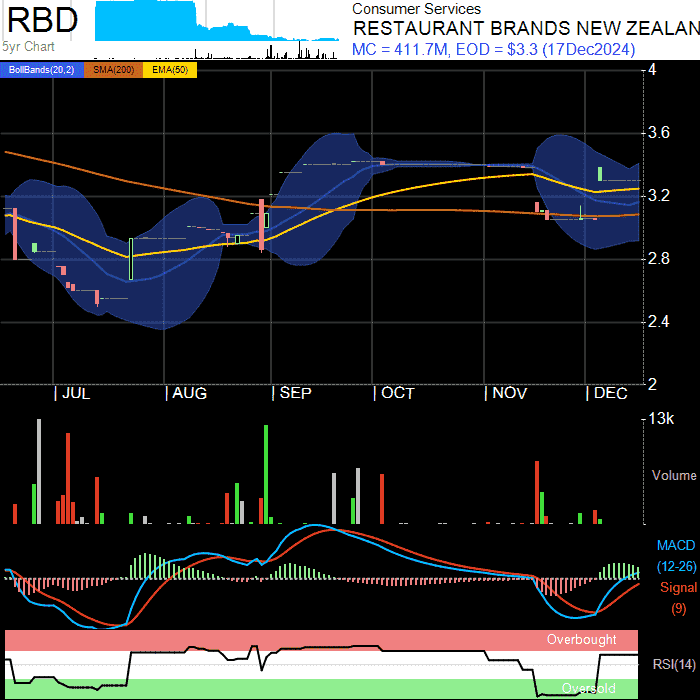 RBD
5yr Chart
Consumer Services
RESTAURANT BRANDS NEW ZEALAN
MC = 411.7M, EOD = $3.3 (17Dec2024)
BollBands(20,2) SMA(200) EMA(50)
4
3.6
3.2
2.8
2.4
2
| JUL | AUG | SEP | OCT | NOV | DEC
13k
Volume
MACD
(12-26)
Signal
(9)
Overbought
RSI(14)
Oversold